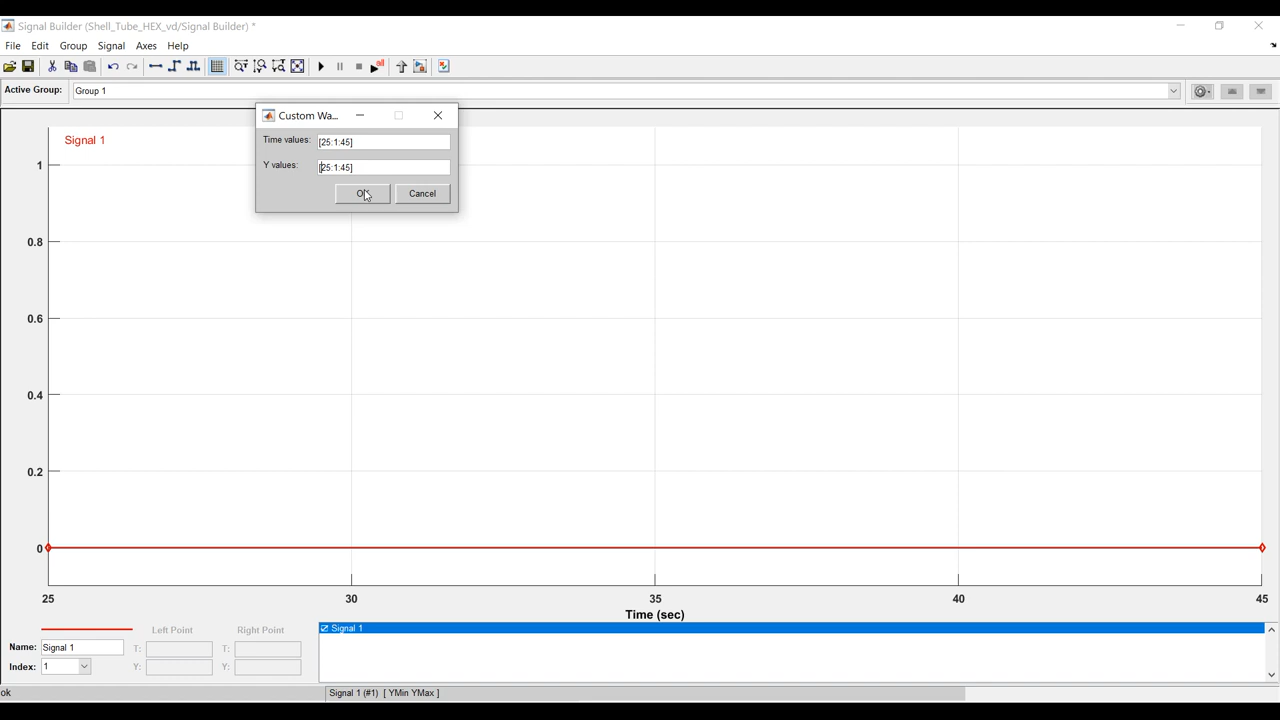 Signal Builder (Shell_Tube_HEX_vd/Signal Builder) *
File Edit Group Signal Axes Help
Active Group: Group 1
Custom Wa...
Time values: [25:1:45]
Y values: [25:1:45]
OK Cancel
Signal 1
1
0.8
0.6
0.4
0.2
0
25 30 35 40 45
Time (sec)
Left Point Right Point
Name: Signal 1 T: T:
Index: 1 Y: Y:
Signal 1
ok Signal 1 (#1) [ YMin YMax ]